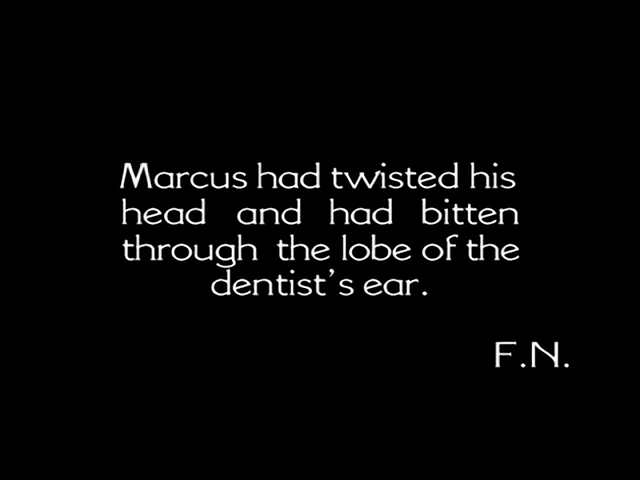 Marcus had twisted his
head and had bitten
through the lobe of the
dentist's ear.
F.N.